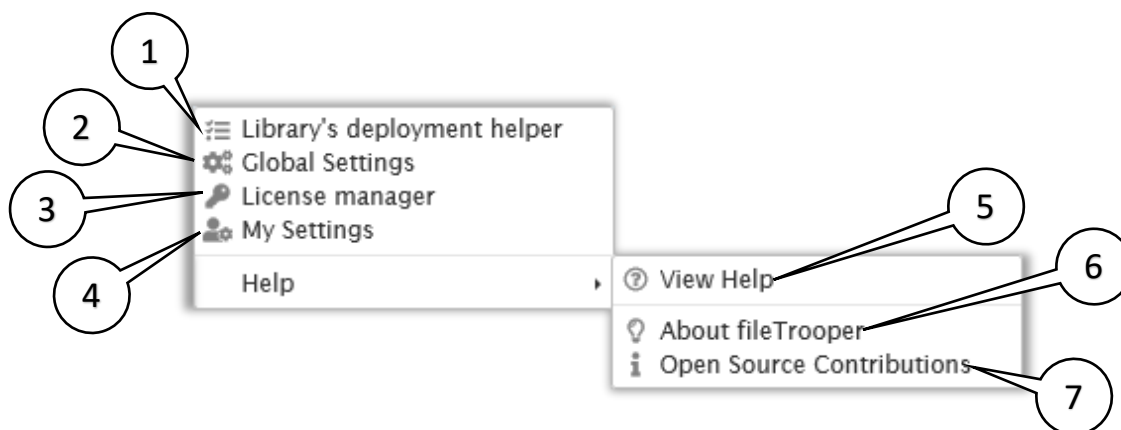 1
Library's deployment helper
2
Global Settings
3
License manager
4
My Settings
Help
5
View Help
6
About fileTrooper
7
Open Source Contributions